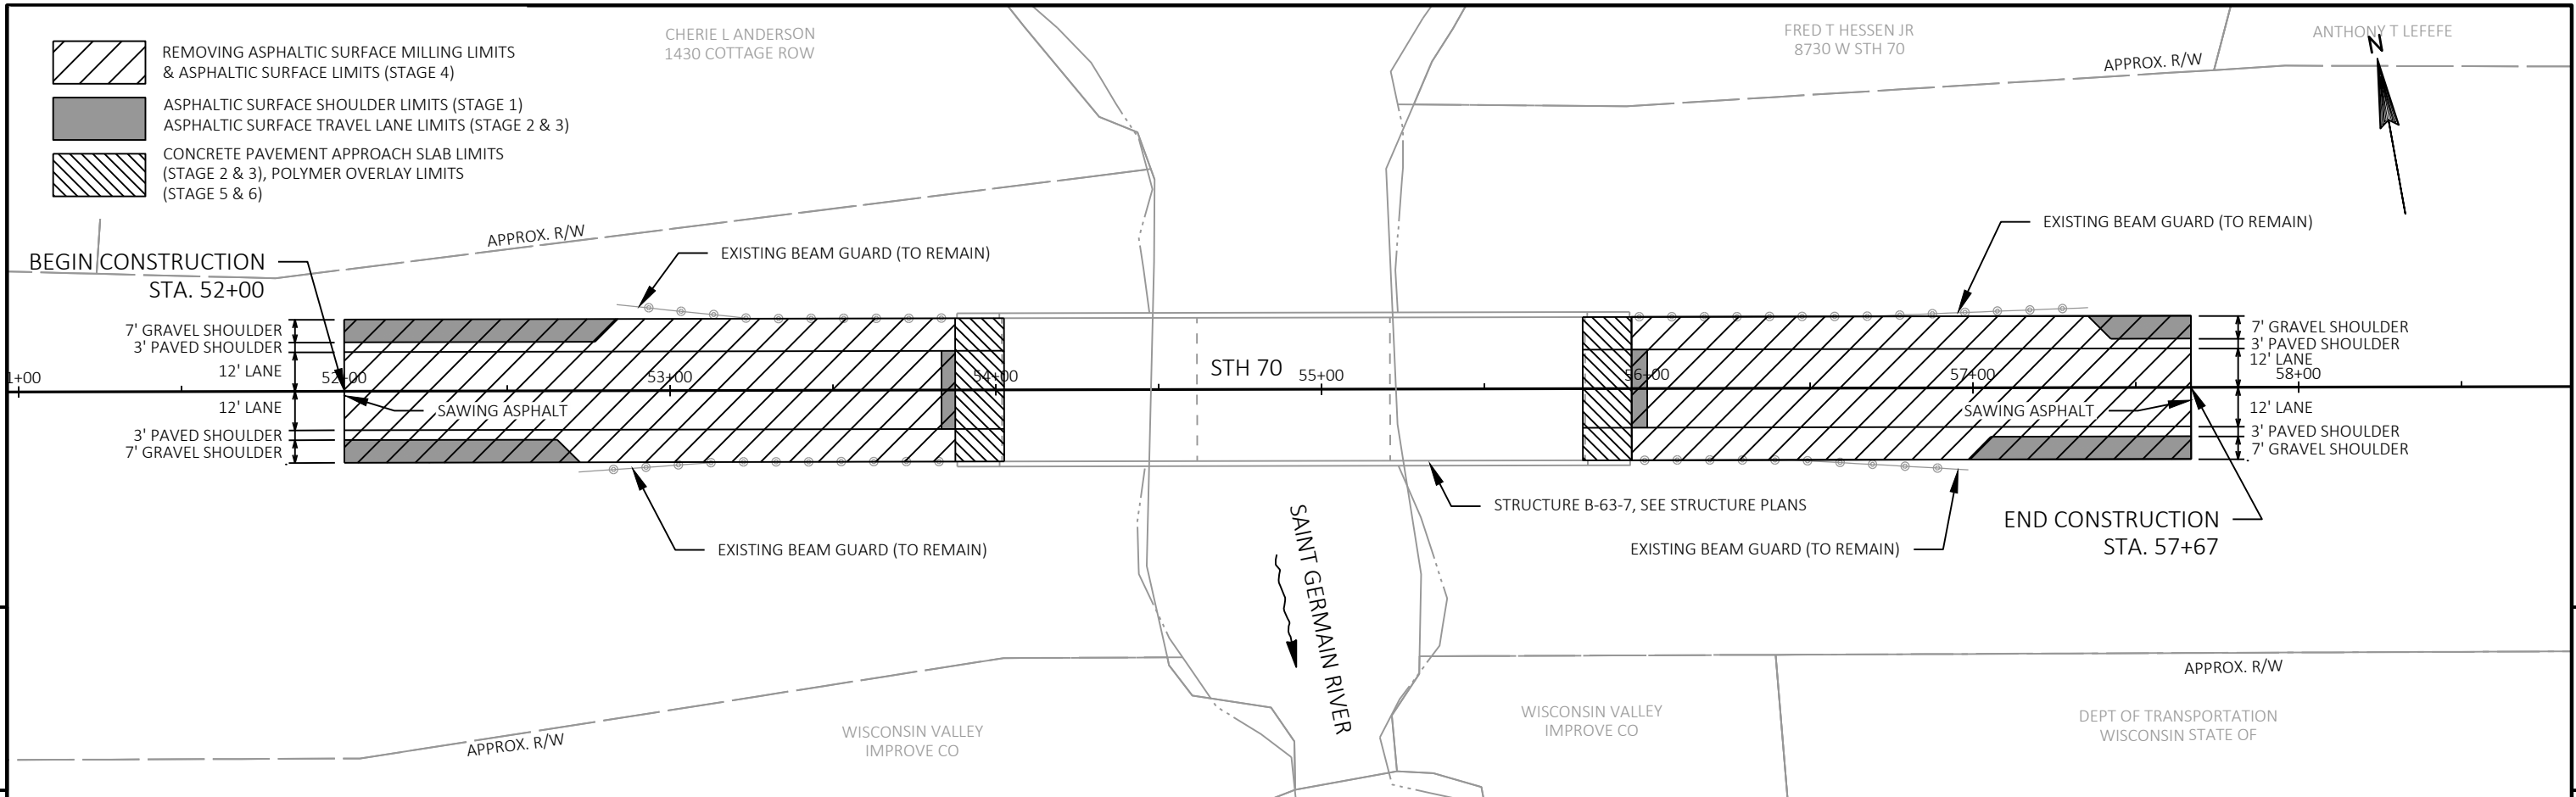 CHERIE L ANDERSON
1430 COTTAGE ROW
FRED T HESSEN JR
8730 W STH 70
ANTHONY T LEFEFE
N
REMOVING ASPHALTIC SURFACE MILLING LIMITS
& ASPHALTIC SURFACE LIMITS (STAGE 4)
ASPHALTIC SURFACE SHOULDER LIMITS (STAGE 1)
ASPHALTIC SURFACE TRAVEL LANE LIMITS (STAGE 2 & 3)
CONCRETE PAVEMENT APPROACH SLAB LIMITS
(STAGE 2 & 3), POLYMER OVERLAY LIMITS
(STAGE 5 & 6)
APPROX. R/W
APPROX. R/W
EXISTING BEAM GUARD (TO REMAIN)
EXISTING BEAM GUARD (TO REMAIN)
BEGIN CONSTRUCTION
STA. 52+00
7' GRAVEL SHOULDER
3' PAVED SHOULDER
12' LANE
12' LANE
3' PAVED SHOULDER
7' GRAVEL SHOULDER
1+00
52+00
53+00
54+00
STH 70
55+00
56+00
57+00
58+00
SAWING ASPHALT
SAWING ASPHALT
7' GRAVEL SHOULDER
3' PAVED SHOULDER
12' LANE
12' LANE
3' PAVED SHOULDER
7' GRAVEL SHOULDER
STRUCTURE B-63-7, SEE STRUCTURE PLANS
END CONSTRUCTION
STA. 57+67
EXISTING BEAM GUARD (TO REMAIN)
EXISTING BEAM GUARD (TO REMAIN)
SAINT GERMAIN RIVER
APPROX. R/W
APPROX. R/W
WISCONSIN VALLEY
IMPROVE CO
WISCONSIN VALLEY
IMPROVE CO
DEPT OF TRANSPORTATION
WISCONSIN STATE OF